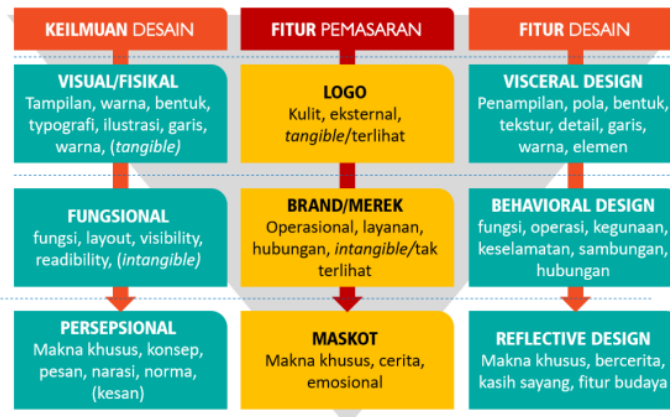 KEILMUAN DESAIN
FITUR PEMASARAN
FITUR DESAIN
VISUAL/FISIKAL
Tampilan, warna, bentuk,
typografi, ilustrasi, garis,
warna, (tangible)
LOGO
Kulit, eksternal,
tangible/terlihat
VISCERAL DESIGN
Penampilan, pola, bentuk,
tekstur, detail, garis,
warna, elemen
FUNGSIONAL
fungsi, layout, visibility,
readibility, (intangible)
BRAND/MEREK
Operasional, layanan,
hubungan, intangible/tak
terlihat
BEHAVIORAL DESIGN
fungsi, operasi, kegunaan,
keselamatan, sambungan,
hubungan
PERSEPSIONAL
Makna khusus, konsep,
pesan, narasi, norma,
(kesan)
MASKOT
Makna khusus, cerita,
emosional
REFLECTIVE DESIGN
Makna khusus, bercerita,
kasih sayang, fitur budaya